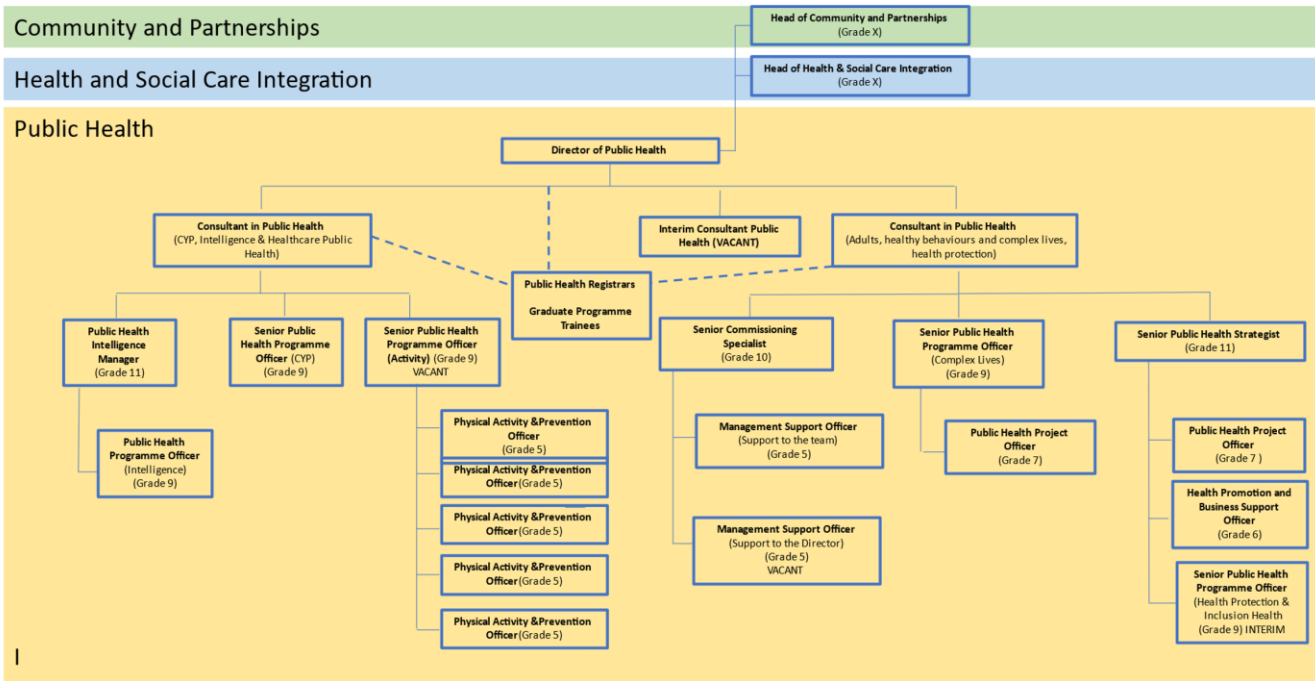 Community and Partnerships
Head of Community and Partnerships
(Grade X)
Health and Social Care Integration
Head of Health & Social Care Integration
(Grade X)
Public Health
Director of Public Health
Consultant in Public Health
(CYP, Intelligence & Healthcare Public
Health)
Interim Consultant Public
Health (VACANT)
Consultant in Public Health
(Adults, healthy behaviours and complex lives,
health protection)
Public Health Registrars
Graduate Programme
Trainees
Public Health
Intelligence
Manager
(Grade 11)
Senior Public
Health Programme
Officer (CYP)
(Grade 9)
Senior Public Health
Programme Officer
(Activity) (Grade 9)
VACANT
Senior Commissioning
Specialist
(Grade 10)
Senior Public Health
Programme Officer
(Complex Lives)
(Grade 9)
Senior Public Health Strategist
(Grade 11)
Public Health
Programme Officer
(Intelligence)
(Grade 9)
Physical Activity &Prevention
Officer
(Grade 5)
Physical Activity &Prevention
Officer(Grade 5)
Physical Activity &Prevention
Officer(Grade 5)
Physical Activity &Prevention
Officer(Grade 5)
Physical Activity &Prevention
Officer(Grade 5)
Management Support Officer
(Support to the team)
(Grade 5)
Management Support Officer
(Support to the Director)
(Grade 5)
VACANT
Public Health Project
Officer
(Grade 7)
Public Health Project
Officer
(Grade 7 )
Health Promotion and
Business Support
Officer
(Grade 6)
Senior Public Health
Programme Officer
(Health Protection &
Inclusion Health
(Grade 9) INTERIM
I